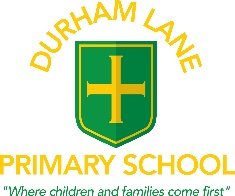 DURHAM LANE
PRIMARY SCHOOL
"Where children and families come first"